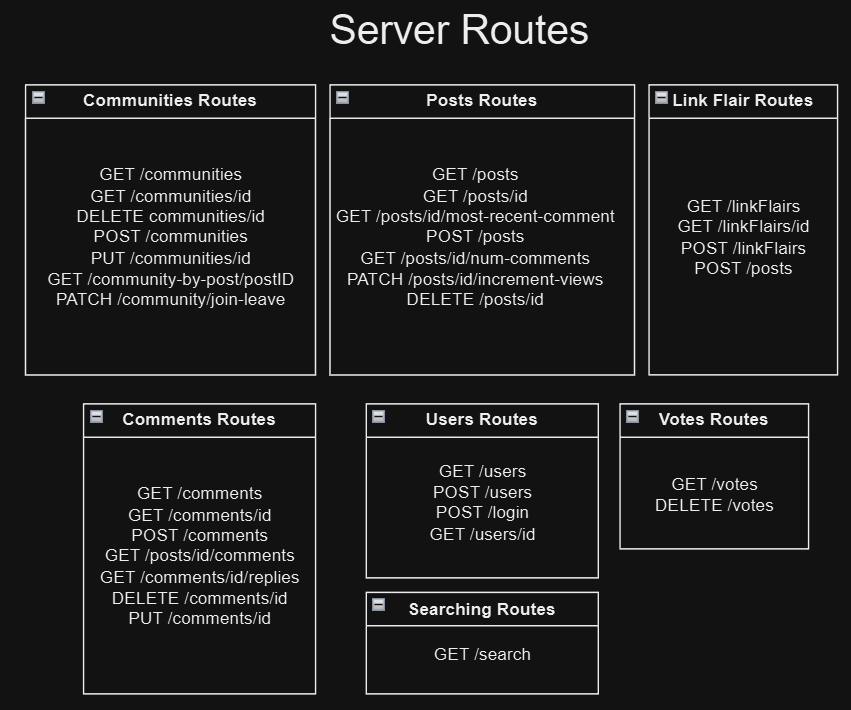 Server Routes
Communities Routes
GET /communities
GET /communities/id
DELETE communities/id
POST /communities
PUT /communities/id
GET /community-by-post/postID
PATCH /community/join-leave
Posts Routes
GET /posts
GET /posts/id
GET /posts/id/most-recent-comment
POST /posts
GET /posts/id/num-comments
PATCH /posts/id/increment-views
DELETE /posts/id
Link Flair Routes
GET /linkFlairs
GET /linkFlairs/id
POST /linkFlairs
POST /posts
Comments Routes
GET /comments
GET /comments/id
POST /comments
GET /posts/id/comments
GET /comments/id/replies
DELETE /comments/id
PUT /comments/id
Users Routes
GET /users
POST /users
POST /login
GET /users/id
Votes Routes
GET /votes
DELETE /votes
Searching Routes
GET /search